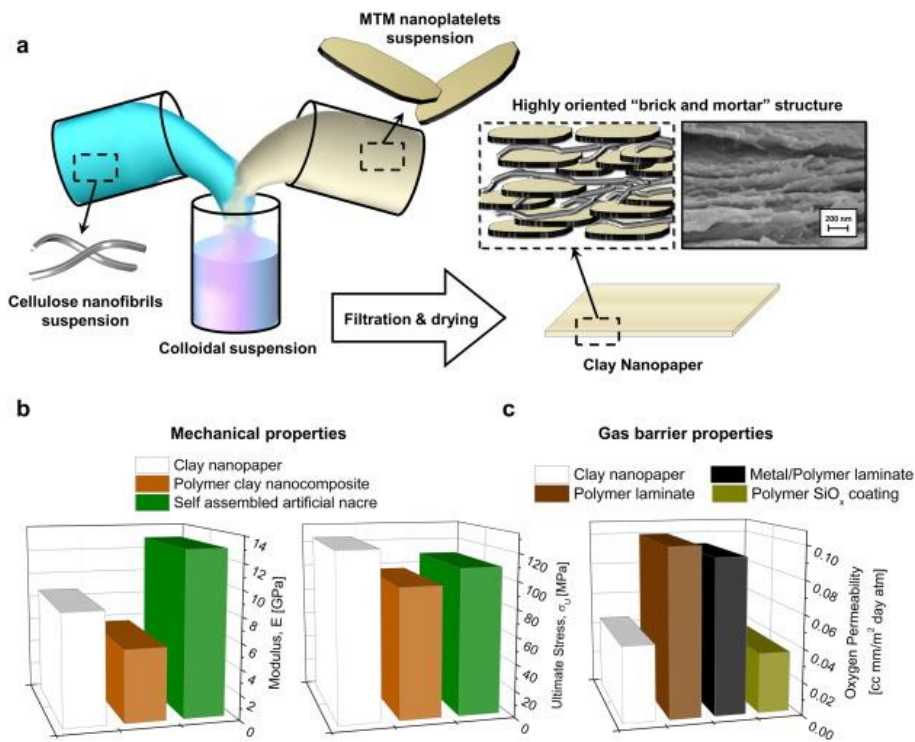 a
MTM nanoplatelets
suspension
Highly oriented “brick and mortar” structure
200 nm
Cellulose nanofibrils
suspension
Colloidal suspension
Filtration & drying
Clay Nanopaper
b
Mechanical properties
Clay nanopaper
Polymer clay nanocomposite
Self assembled artificial nacre
14
12
10
8
6
4
2
0
Modulus, E [GPa]
120
100
80
60
40
20
0
Ultimate Stress, σU [MPa]
c
Gas barrier properties
Clay nanopaper
Polymer laminate
Metal/Polymer laminate
Polymer SiOx coating
0.10
0.08
0.06
0.04
0.02
0.00
Oxygen Permeability
[cc mm/m² day atm]